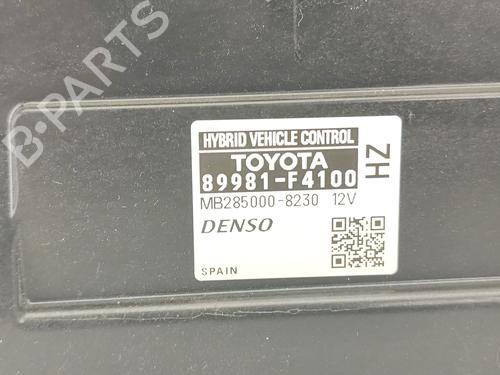 B-PARTS
HYBRID VEHICLE CONTROL
TOYOTA
89981-F4100
HZ
MB285000-8230 12V
DENSO
SPAIN